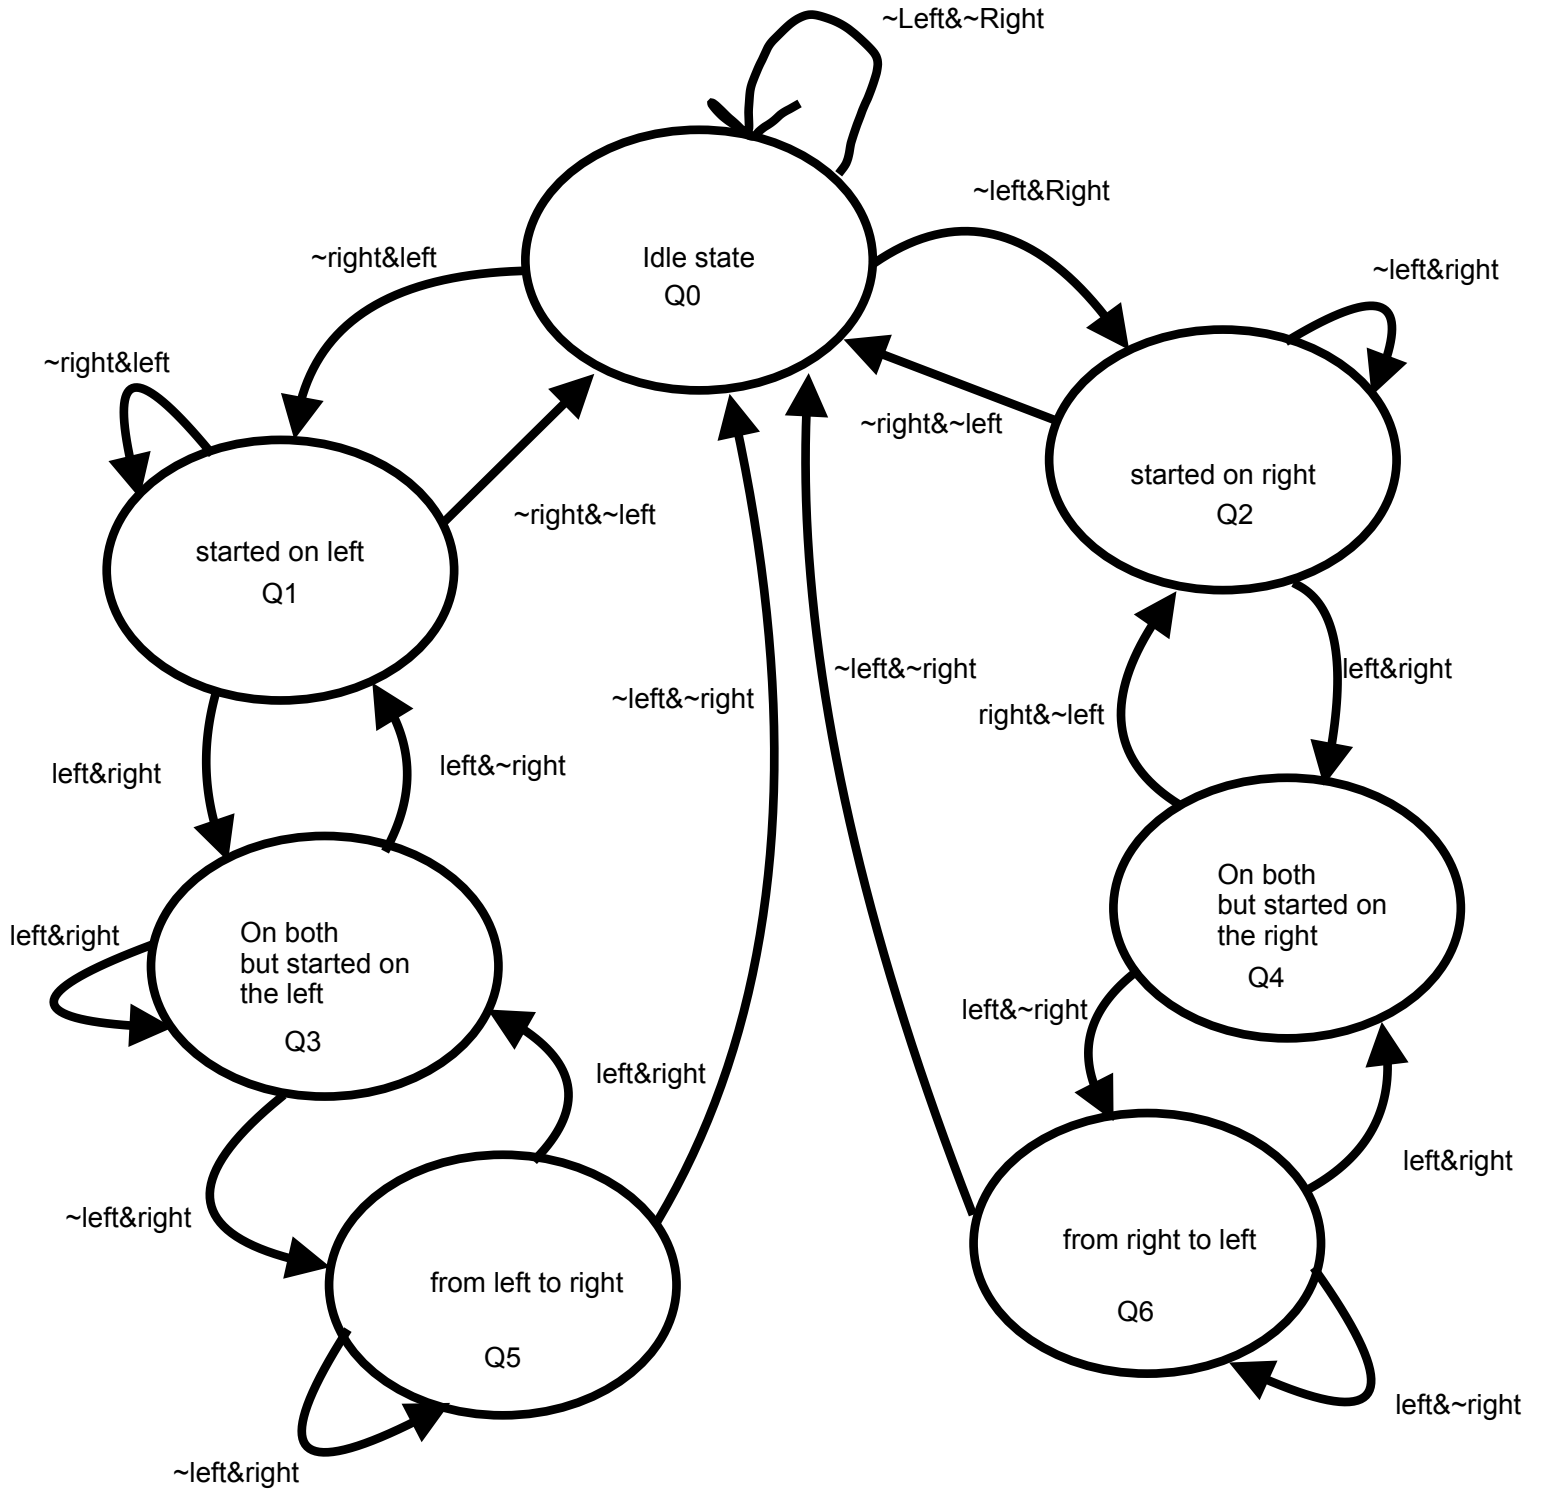 ~Left&~Right
~left&Right
~right&left
Idle state
Q0
~left&right
~right&left
~right&~left
started on right
Q2
~right&~left
started on left
Q1
~left&~right
left&right
~left&~right
right&~left
left&right
left&~right
On both
but started on
the right
Q4
left&right
On both
but started on
the left
Q3
left&~right
left&right
left&right
~left&right
from right to left
Q6
from left to right
Q5
left&~right
~left&right